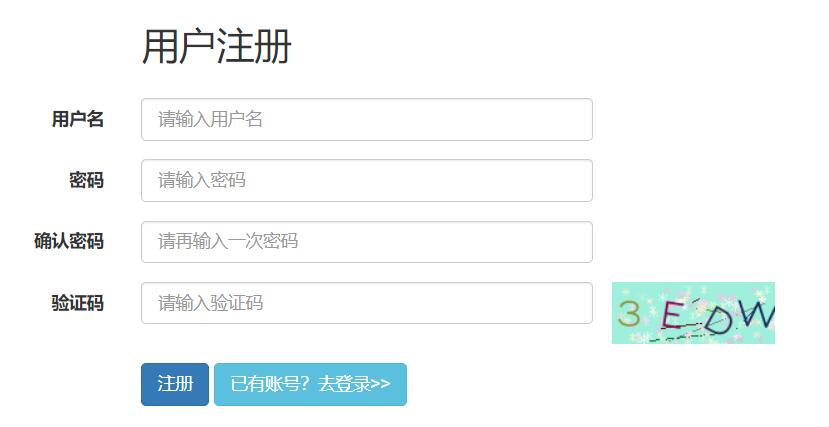 用户注册
用户名 请输入用户名
密码 请输入密码
确认密码 请再输入一次密码
验证码 请输入验证码 3EDW
注册 已有账号？去登录>>